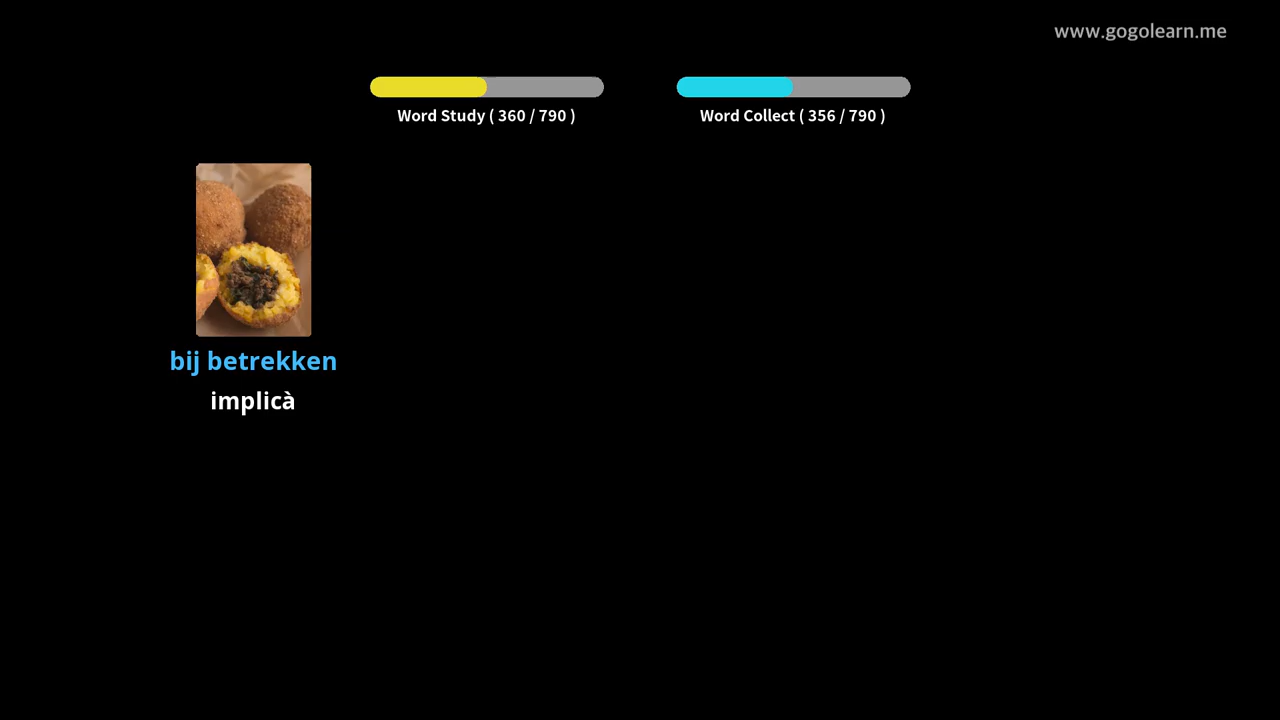 www.gogolearn.me
Word Study ( 360 / 790 )
Word Collect ( 356 / 790 )
bij betrekken
implicà